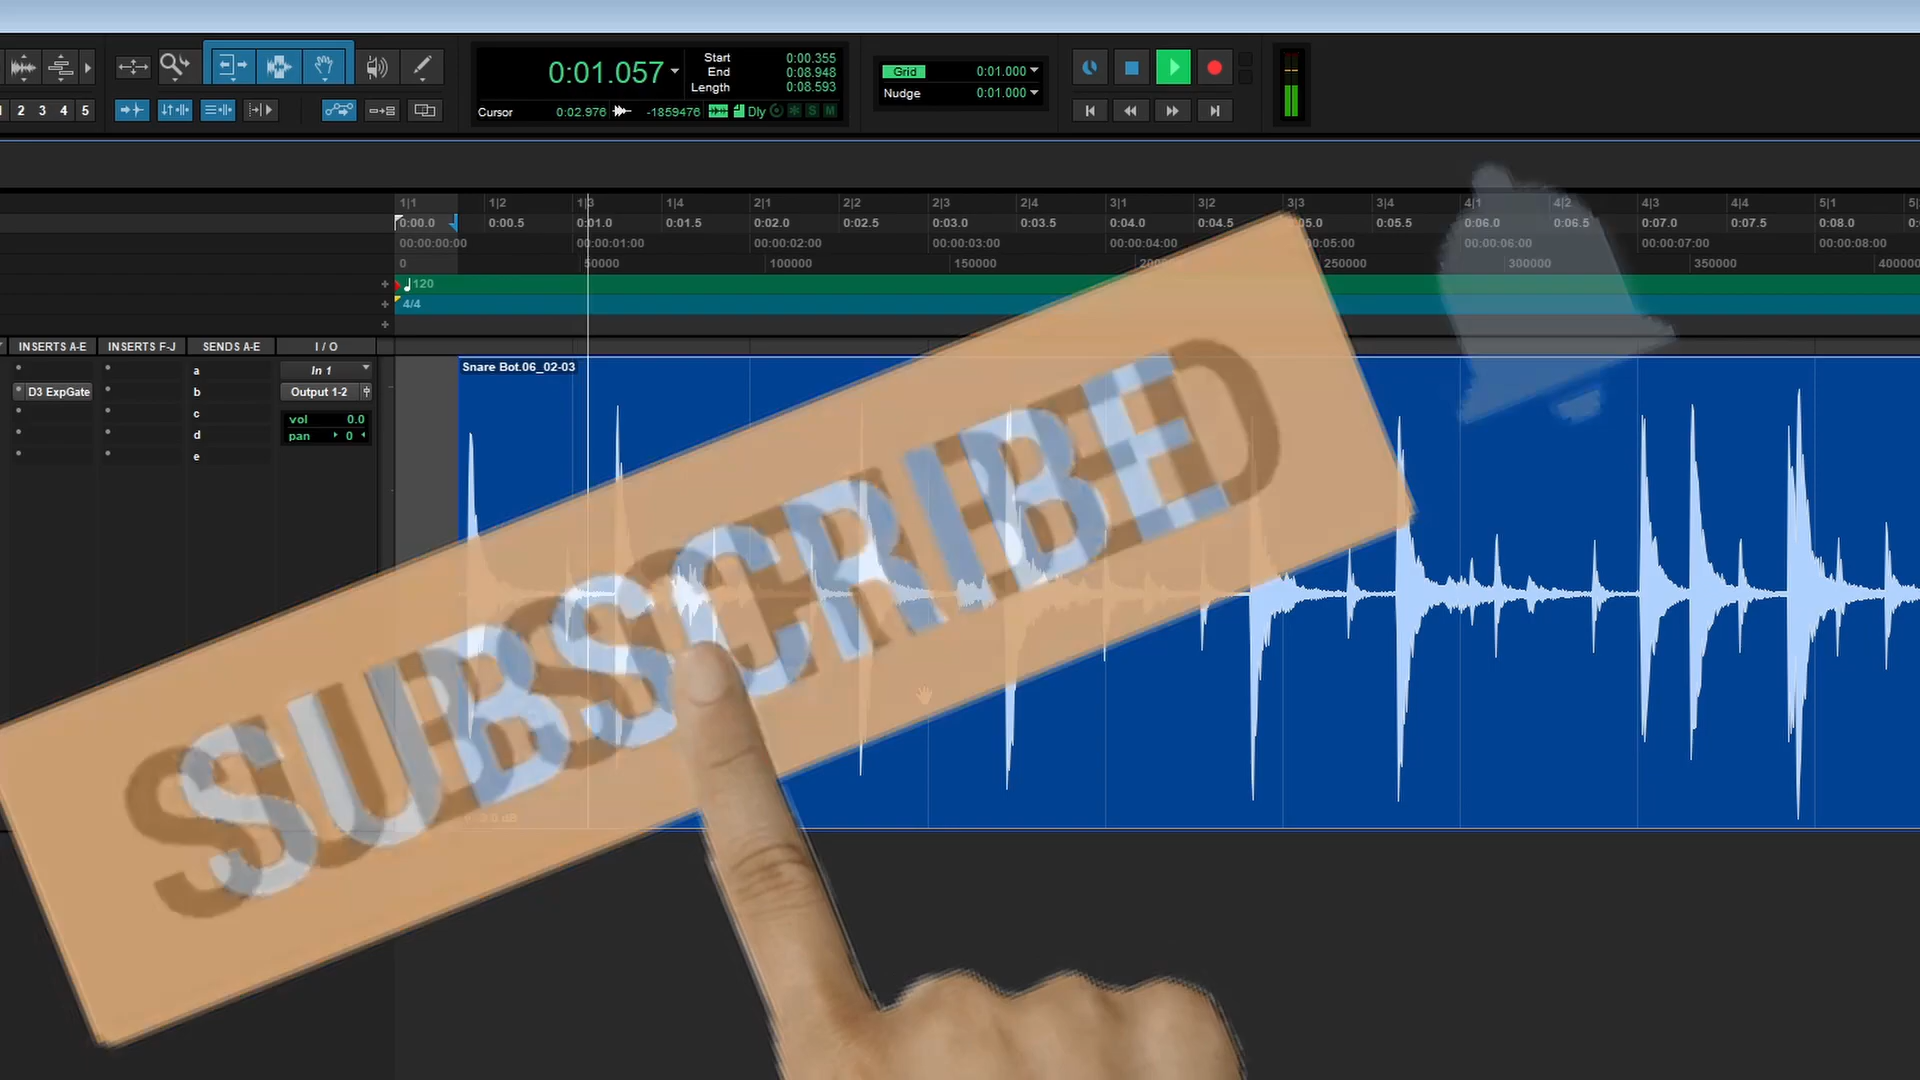 0:01.057
Start 0:00.355
End 0:08.948
Length 0:08.593
Cursor 0:02.976 -1859476 Dly S M
Grid 0:01.000
Nudge 0:01.000
2 3 4 5
1|1 1|2 1|3 1|4 2|1 2|2 2|3 2|4 3|1 3|2 3|3 3|4 4|1 4|2 4|3 4|4 5|1
0:00.0 0:00.5 0:01.0 0:01.5 0:02.0 0:02.5 0:03.0 0:03.5 0:04.0 0:04.5 0:05.0 0:05.5 0:06.0 0:06.5 0:07.0 0:07.5 0:08.0
00:00:00:00 00:00:01:00 00:00:02:00 00:00:03:00 00:00:04:00 00:00:06:00 00:00:07:00 00:00:08:00
0 50000 100000 150000 250000 300000 350000
120
4/4
INSERTS A-E INSERTS F-J SENDS A-E I / O
Snare Bot.06_02-03
a In 1
D3 ExpGate b Output 1-2
c vol 0.0
d pan 0
e
SUBSCRIBED